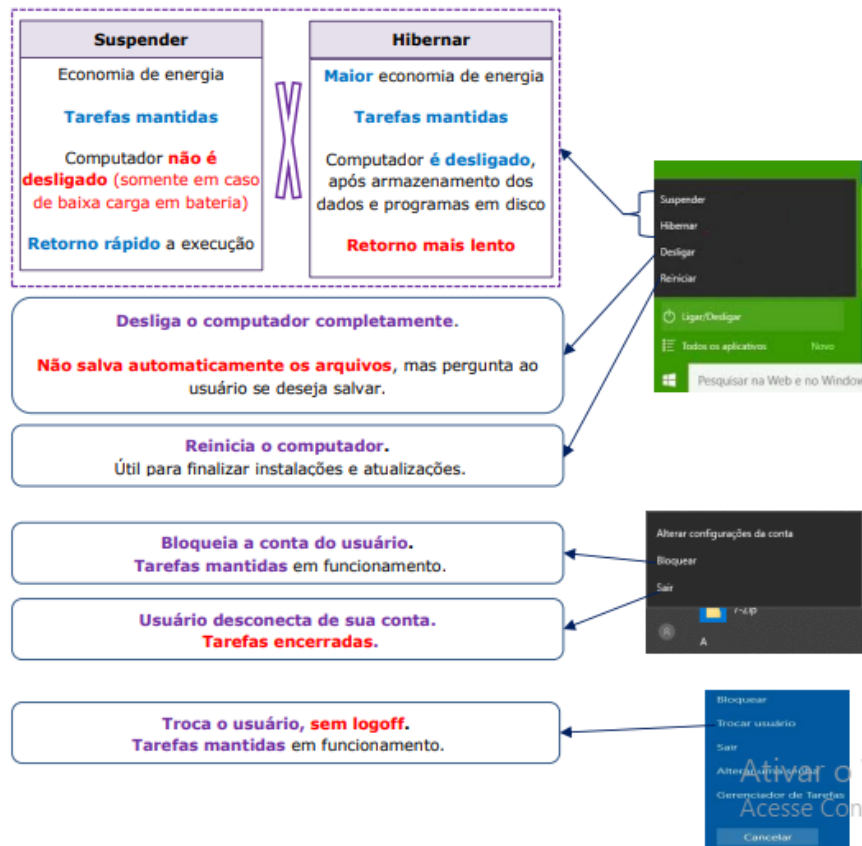 Suspender
Economia de energia
Tarefas mantidas
Computador não é
desligado (somente em caso
de baixa carga em bateria)
Retorno rápido a execução
Hibernar
Maior economia de energia
Tarefas mantidas
Computador é desligado,
após armazenamento dos
dados e programas em disco
Retorno mais lento
Suspender
Hibernar
Desligar
Reiniciar
Ligar/Desligar
Todos os aplicativos Novo
Pesquisar na Web e no Window
Desliga o computador completamente.
Não salva automaticamente os arquivos, mas pergunta ao
usuário se deseja salvar.
Reinicia o computador.
Útil para finalizar instalações e atualizações.
Alterar configurações da conta
Bloquear
Sair
7-Zip
A
Bloqueia a conta do usuário.
Tarefas mantidas em funcionamento.
Usuário desconecta de sua conta.
Tarefas encerradas.
Troca o usuário, sem logoff.
Tarefas mantidas em funcionamento.
Bloquear
Trocar usuário
Sair
Alterar uma senha
Gerenciador de Tarefas
Cancelar
Ativar o
Acesse Con